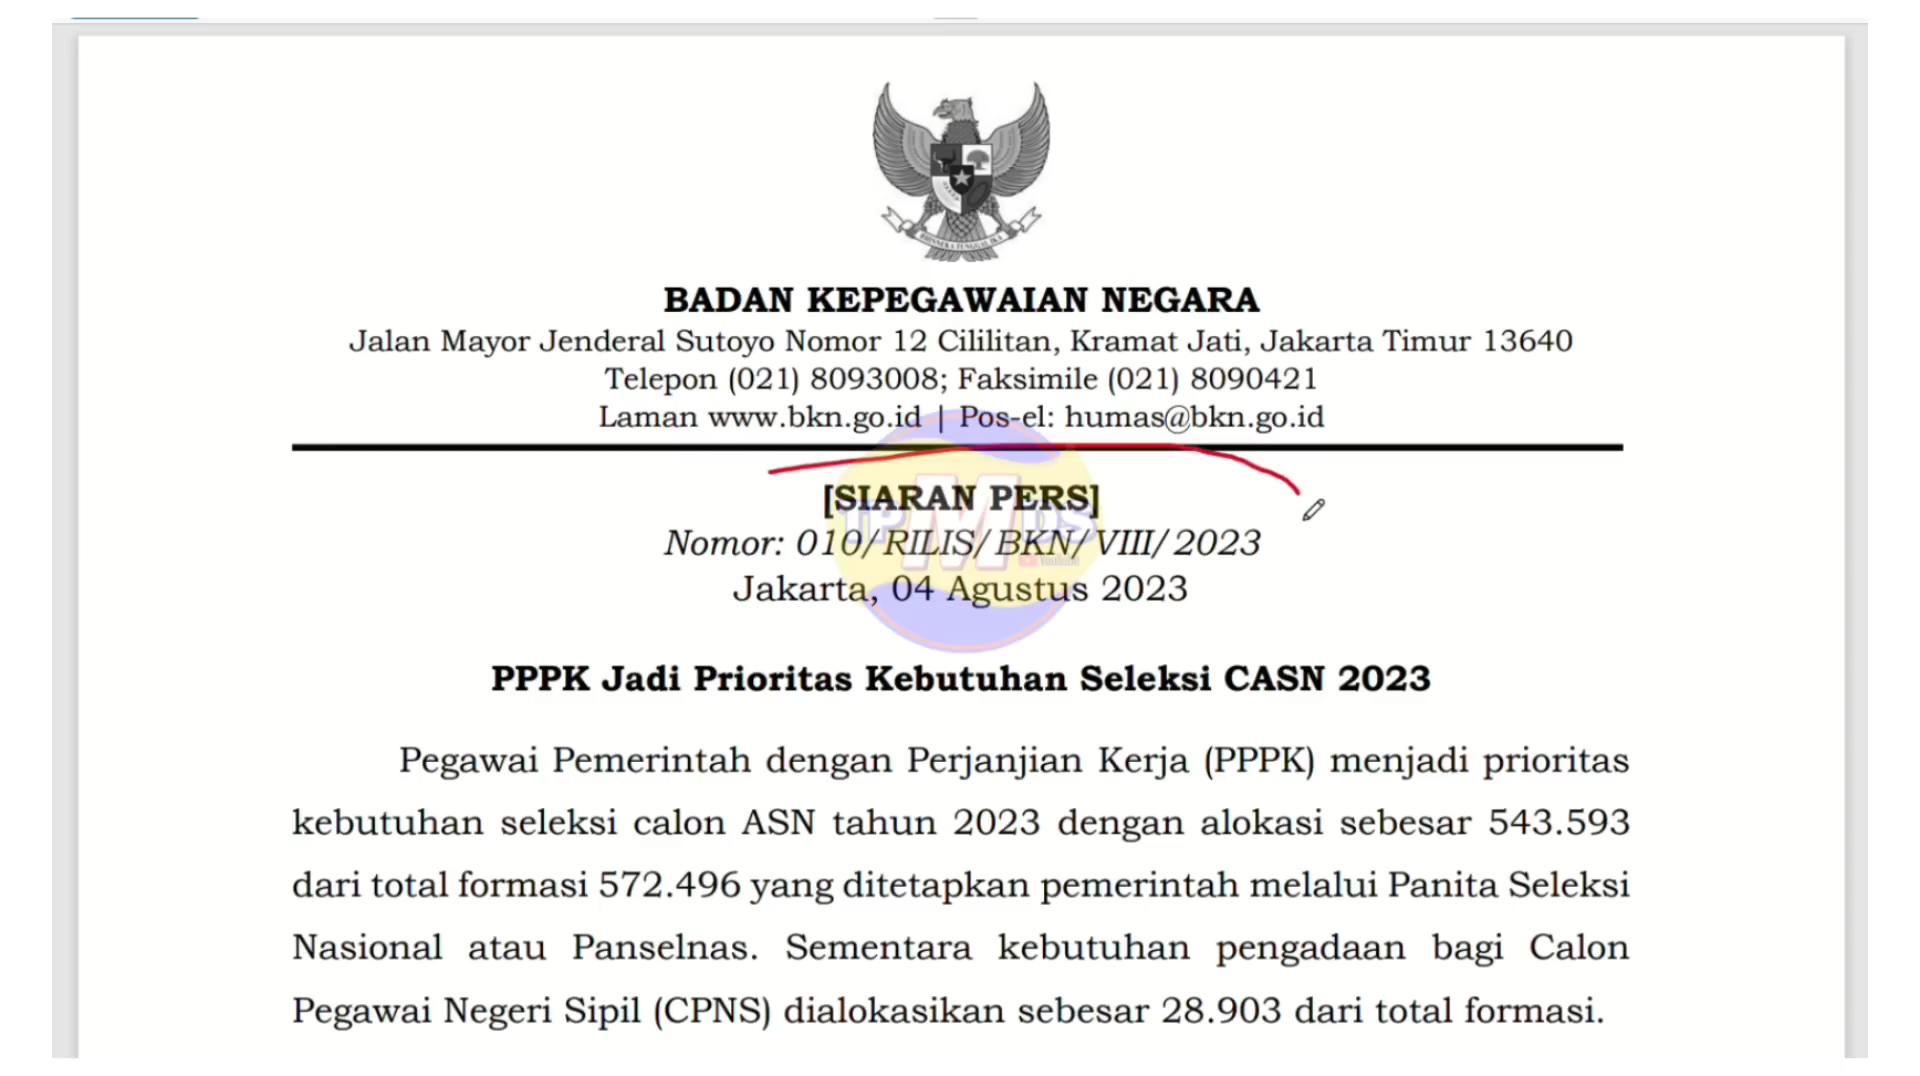 BADAN KEPEGAWAIAN NEGARA
Jalan Mayor Jenderal Sutoyo Nomor 12 Cililitan, Kramat Jati, Jakarta Timur 13640
Telepon (021) 8093008; Faksimile (021) 8090421
Laman www.bkn.go.id | Pos-el: humas@bkn.go.id
[SIARAN PERS]
TPMDS
YouTube
Nomor: 010/RILIS/BKN/VIII/2023
Jakarta, 04 Agustus 2023
PPPK Jadi Prioritas Kebutuhan Seleksi CASN 2023
Pegawai Pemerintah dengan Perjanjian Kerja (PPPK) menjadi prioritas
kebutuhan seleksi calon ASN tahun 2023 dengan alokasi sebesar 543.593
dari total formasi 572.496 yang ditetapkan pemerintah melalui Panita Seleksi
Nasional atau Panselnas. Sementara kebutuhan pengadaan bagi Calon
Pegawai Negeri Sipil (CPNS) dialokasikan sebesar 28.903 dari total formasi.